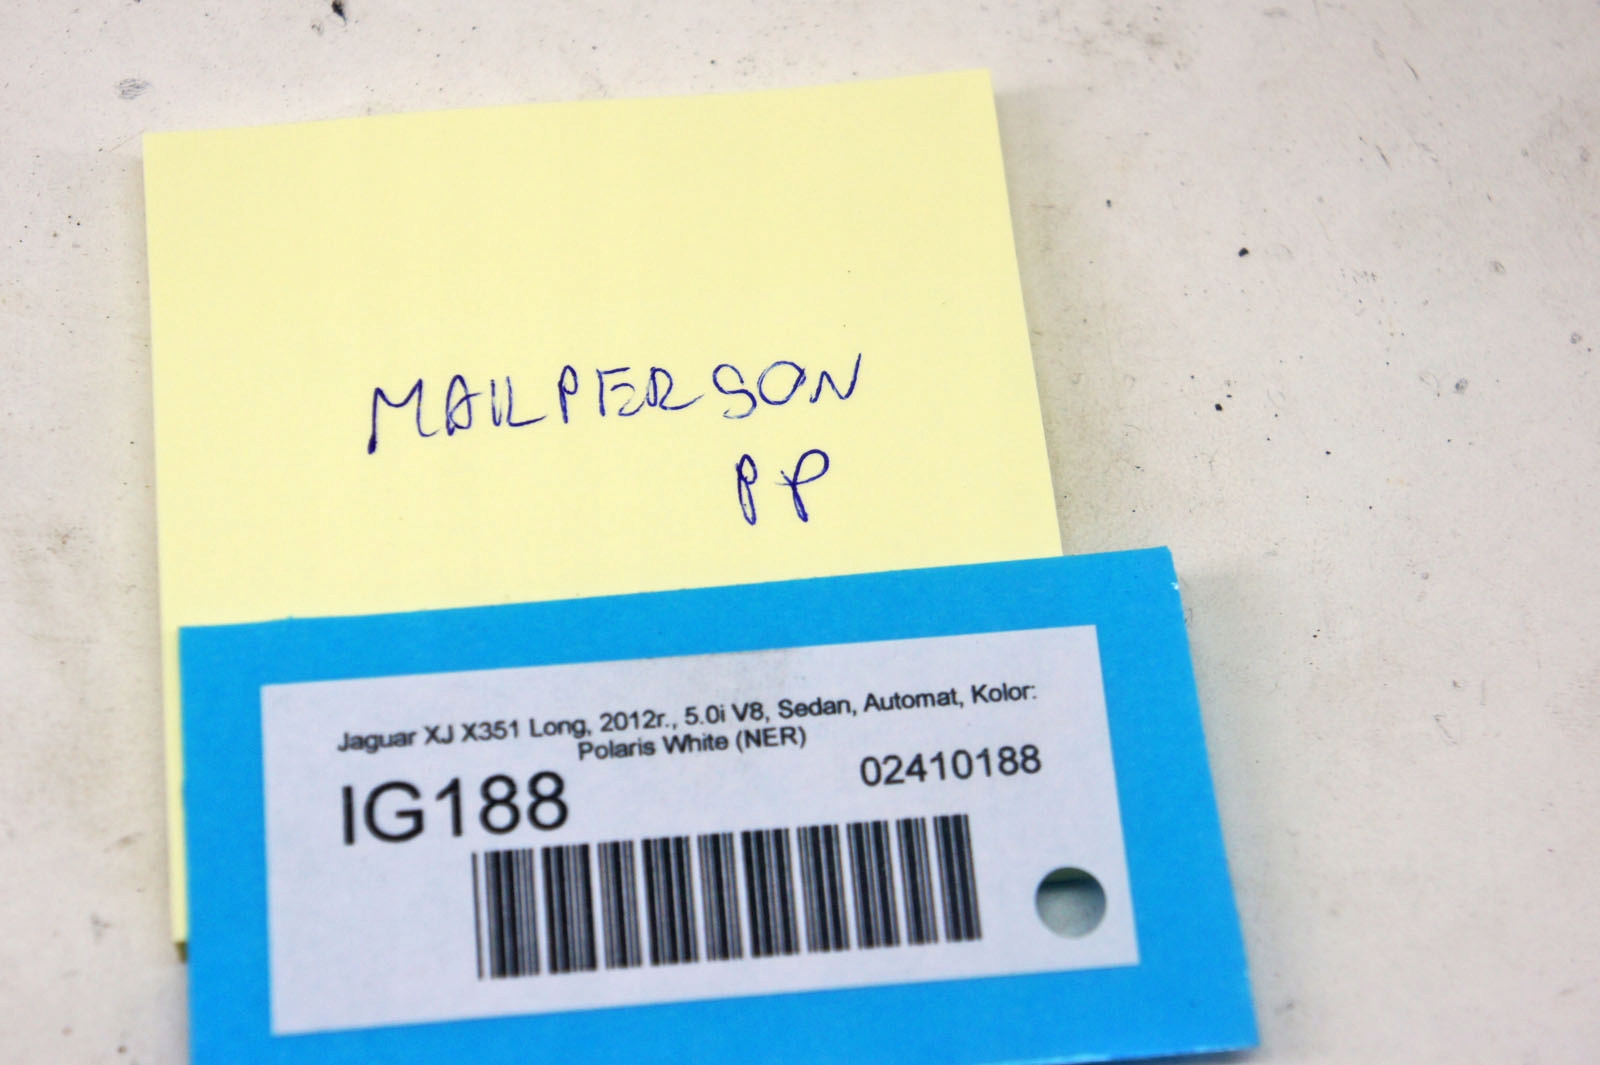 MAILPERSON
PP
Jaguar XJ X351 Long, 2012r., 5.0i V8, Sedan, Automat, Kolor:
Polaris White (NER)
IG188
02410188